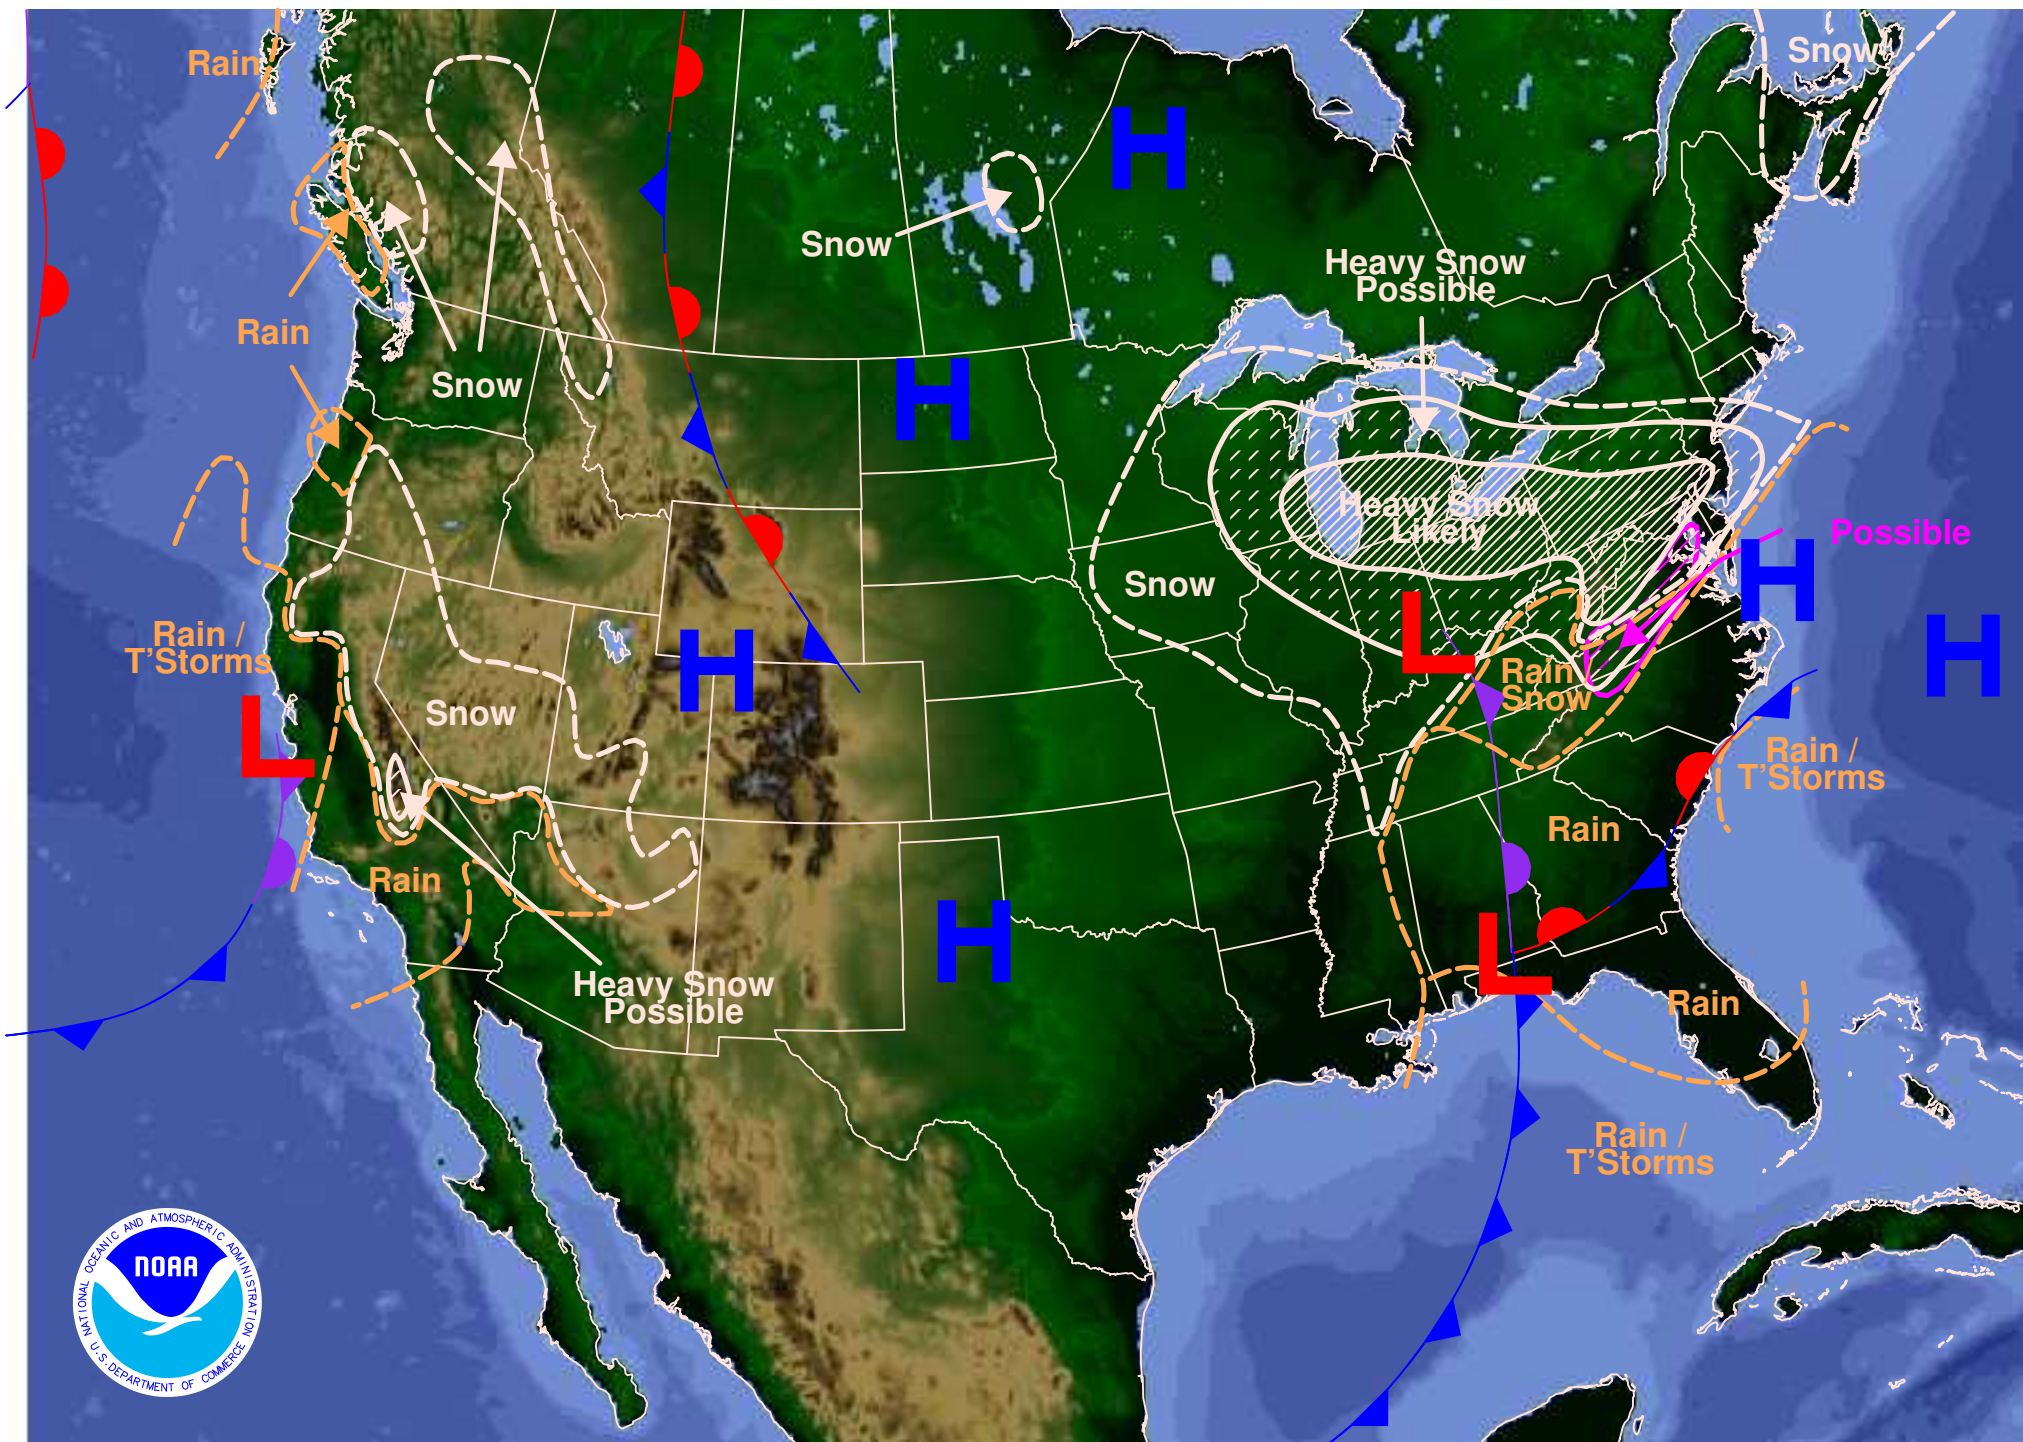 Snow
Rain
H
Snow
Heavy Snow
Possible
Rain
Snow
H
Heavy Snow
Likely
Possible
H
Snow
Rain /
T'Storms
L
H
H
Rain
Snow
L
Snow
Rain /
T'Storms
Rain
Rain
H
L
Heavy Snow
Possible
Rain
Rain /
T'Storms
NATIONAL OCEANIC AND ATMOSPHERIC ADMINISTRATION
NOAA
U.S. DEPARTMENT OF COMMERCE